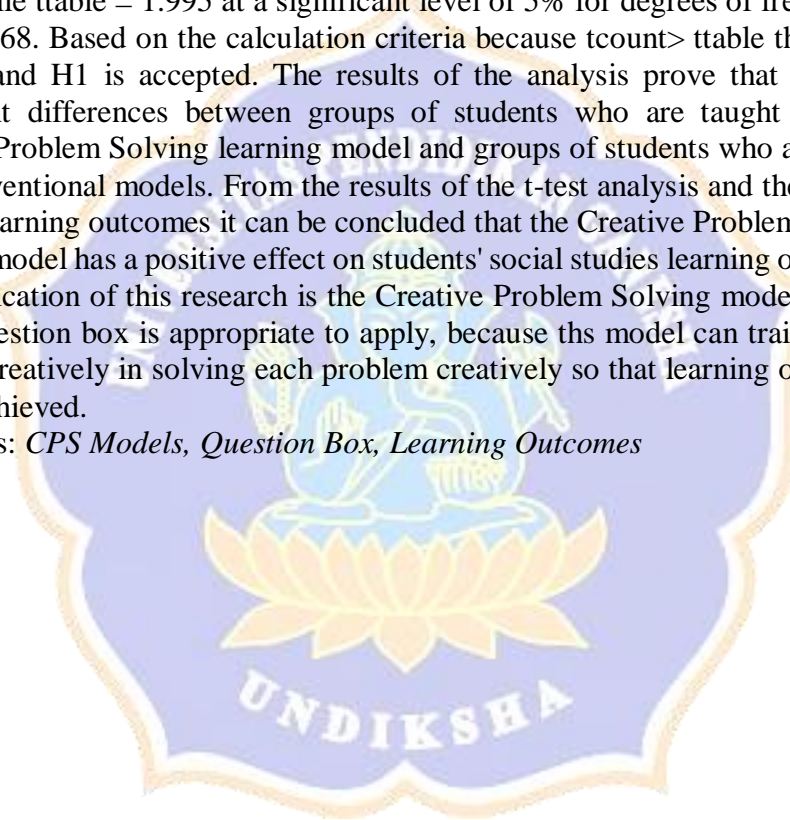 ne ttable = 1.995 at a significant level of 5% for degrees of fre
68. Based on the calculation criteria because tcount> ttable th
and H1 is accepted. The results of the analysis prove that
t differences between groups of students who are taught
Problem Solving learning model and groups of students who a
ventional models. From the results of the t-test analysis and the
arning outcomes it can be concluded that the Creative Problem
model has a positive effect on students' social studies learning o
ication of this research is the Creative Problem Solving mode
estion box is appropriate to apply, because ths model can trai
reatively in solving each problem creatively so that learning o
hieved.
s: CPS Models, Question Box, Learning Outcomes
UNIVERSITAS PENDIDIKAN GANESHA
UNDIKSHA